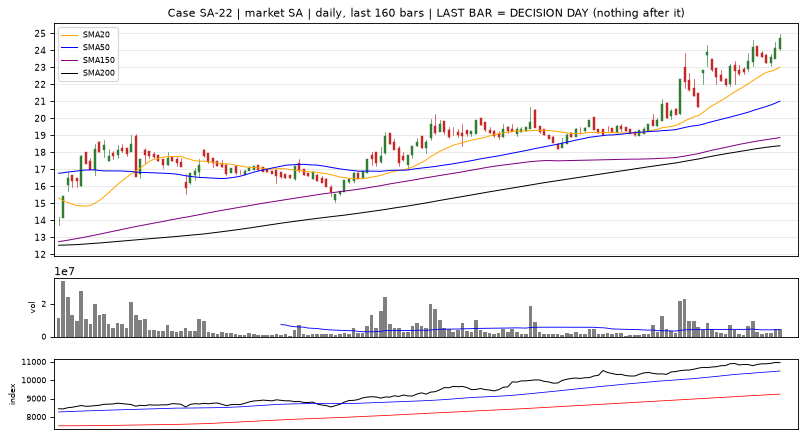 Case SA-22 | market SA | daily, last 160 bars | LAST BAR = DECISION DAY (nothing after it)
SMA20
SMA50
SMA150
SMA200
25
24
23
22
21
20
19
18
17
16
15
14
13
12
1e7
2
0
vol
11000
10000
9000
8000
index